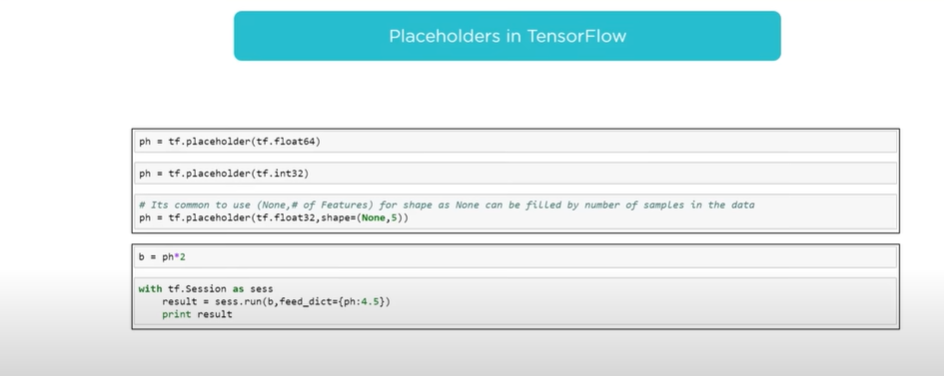 Placeholders in TensorFlow
ph = tf.placeholder(tf.float64)
ph = tf.placeholder(tf.int32)
# Its common to use (None,# of Features) for shape as None can be filled by number of samples in the data
ph = tf.placeholder(tf.float32,shape=(None,5))
b = ph*2
with tf.Session as sess
    result = sess.run(b,feed_dict={ph:4.5})
    print result